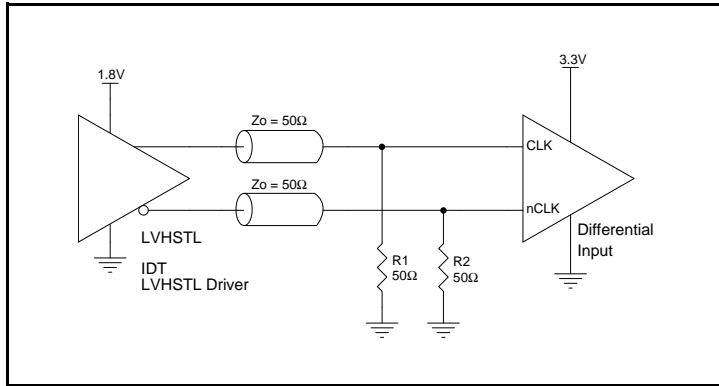 1.8V
3.3V
Zo = 50Ω
CLK
Zo = 50Ω
nCLK
LVHSTL
IDT
LVHSTL Driver
R1
50Ω
R2
50Ω
Differential
Input